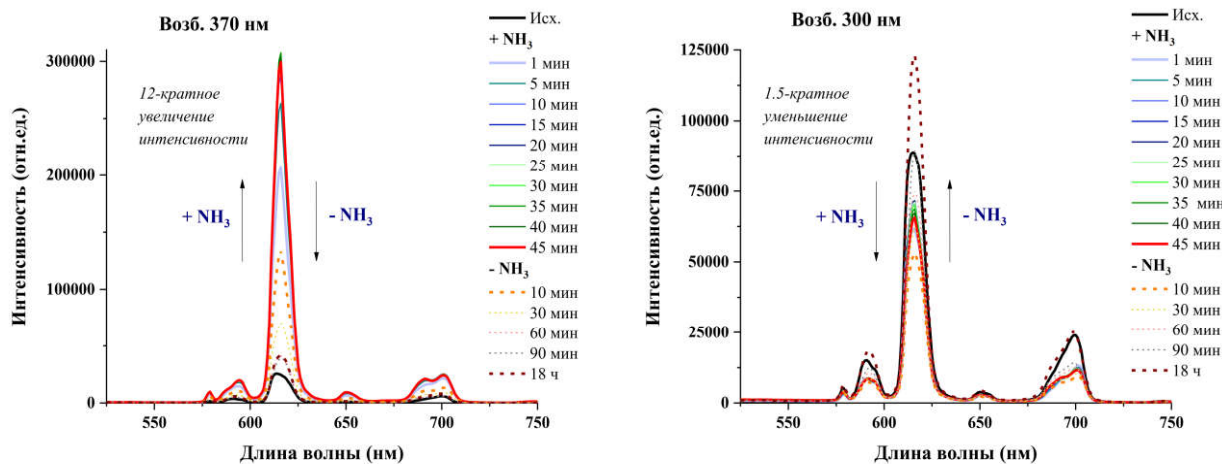 Возб. 370 нм
12-кратное
увеличение
интенсивности
+ NH3
- NH3
Интенсивность (отн.ед.)
300000
200000
100000
0
550
600
650
700
750
Длина волны (нм)
Исх.
+ NH3
1 мин
5 мин
10 мин
15 мин
20 мин
25 мин
30 мин
35 мин
40 мин
45 мин
- NH3
10 мин
30 мин
60 мин
90 мин
18 ч
Возб. 300 нм
1.5-кратное
уменьшение
интенсивности
+ NH3
- NH3
Интенсивность (отн.ед.)
125000
100000
75000
50000
25000
0
550
600
650
700
750
Длина волны (нм)
Исх.
+ NH3
1 мин
5 мин
10 мин
15 мин
20 мин
25 мин
30 мин
35 мин
40 мин
45 мин
- NH3
10 мин
30 мин
60 мин
90 мин
18 ч